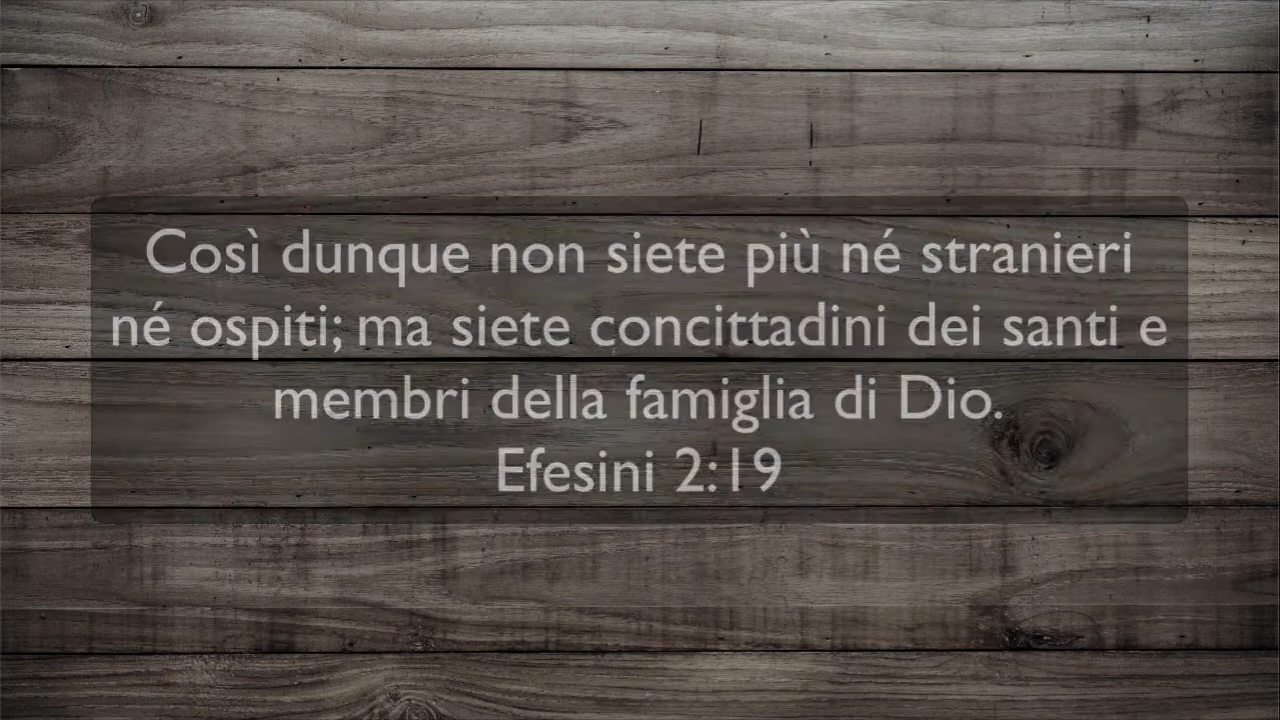 Così dunque non siete più né stranieri
né ospiti; ma siete concittadini dei santi e
membri della famiglia di Dio.
Efesini 2:19